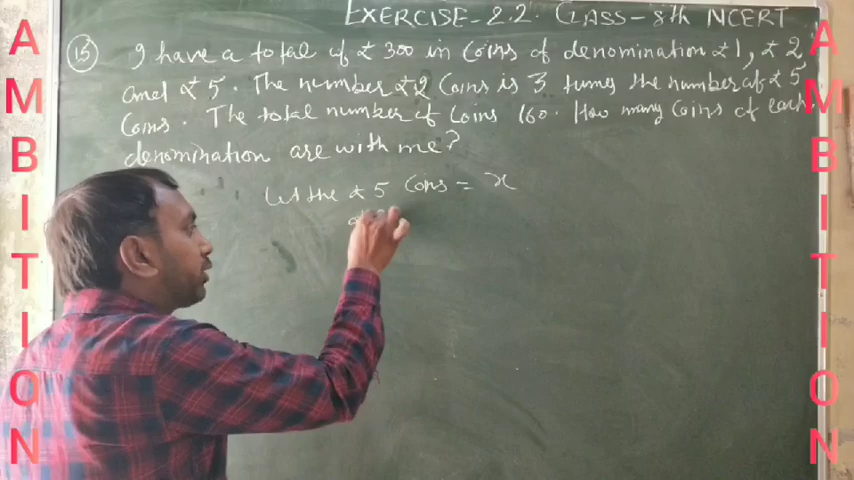 EXERCISE-2.2. CLASS-8th NCERT
15 I have a total of ₹ 300 in Coins of denomination ₹1, ₹ 2
and ₹ 5. The number ₹2 Coins is 3 times the number of ₹ 5
Coins. The total number of Coins 160. How many Coins of each
denomination are with me?
Let the ₹ 5 Coins = x
AMBITION
AMBITION